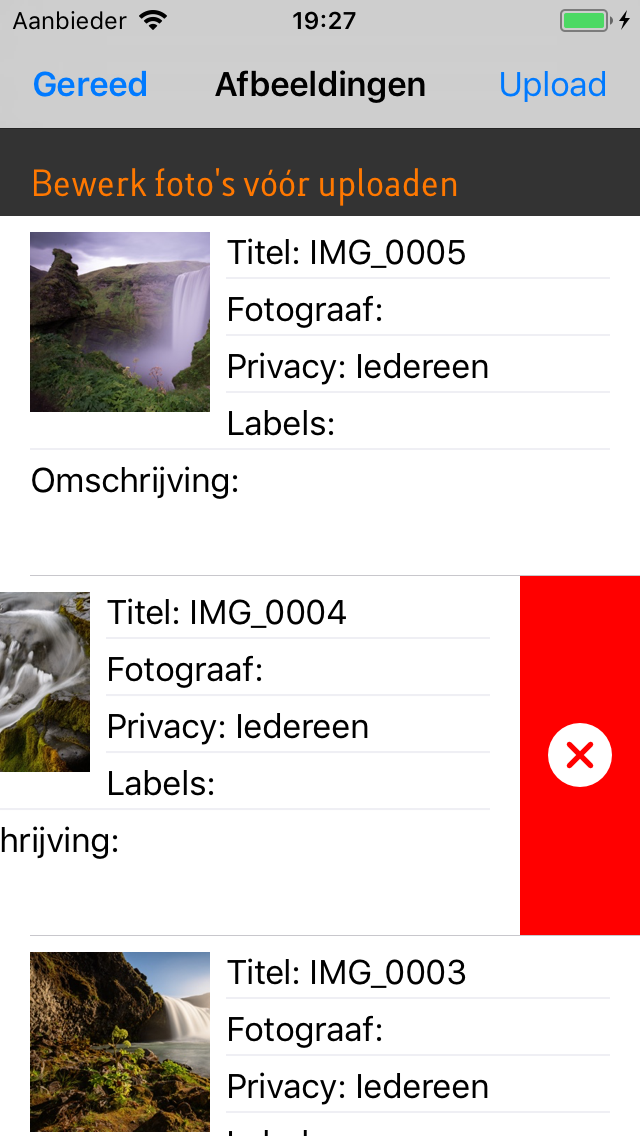 Aanbieder 19:27
Gereed Afbeeldingen Upload
Bewerk foto's vóór uploaden
Titel: IMG_0005
Fotograaf:
Privacy: Iedereen
Labels:
Omschrijving:
Titel: IMG_0004
Fotograaf:
Privacy: Iedereen
Labels:
hrijving:
Titel: IMG_0003
Fotograaf:
Privacy: Iedereen